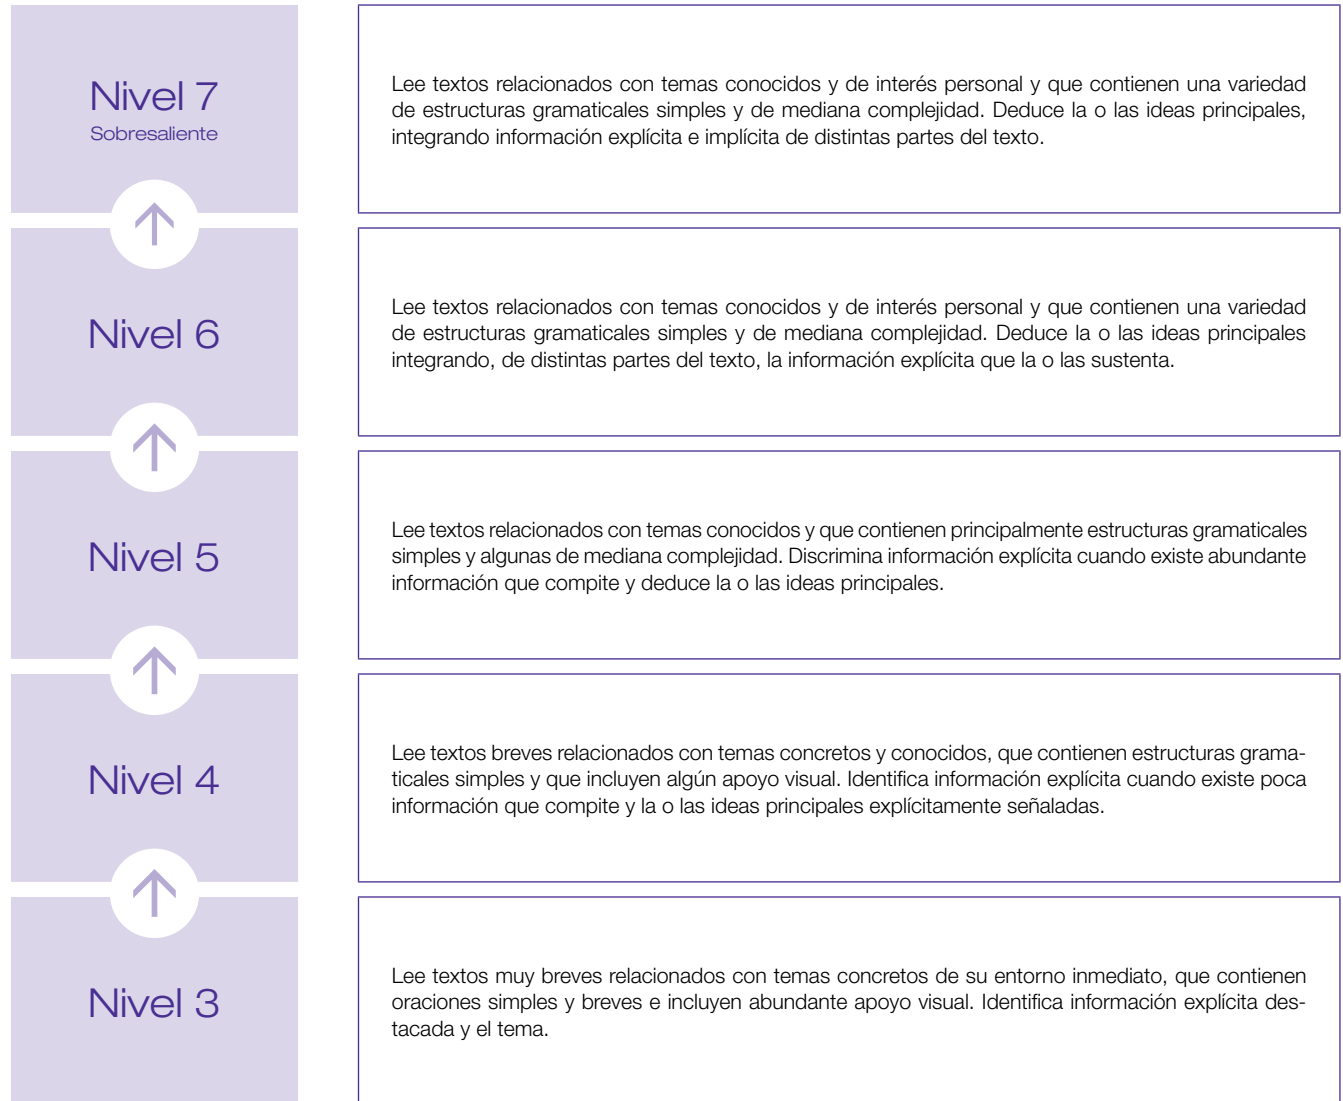 Nivel 7
Sobresaliente
Lee textos relacionados con temas conocidos y de interés personal y que contienen una variedad
de estructuras gramaticales simples y de mediana complejidad. Deduce la o las ideas principales,
integrando información explícita e implícita de distintas partes del texto.
Nivel 6
Lee textos relacionados con temas conocidos y de interés personal y que contienen una variedad
de estructuras gramaticales simples y de mediana complejidad. Deduce la o las ideas principales
integrando, de distintas partes del texto, la información explícita que la o las sustenta.
Nivel 5
Lee textos relacionados con temas conocidos y que contienen principalmente estructuras gramaticales
simples y algunas de mediana complejidad. Discrimina información explícita cuando existe abundante
información que compite y deduce la o las ideas principales.
Nivel 4
Lee textos breves relacionados con temas concretos y conocidos, que contienen estructuras grama-
ticales simples y que incluyen algún apoyo visual. Identifica información explícita cuando existe poca
información que compite y la o las ideas principales explícitamente señaladas.
Nivel 3
Lee textos muy breves relacionados con temas concretos de su entorno inmediato, que contienen
oraciones simples y breves e incluyen abundante apoyo visual. Identifica información explícita des-
tacada y el tema.